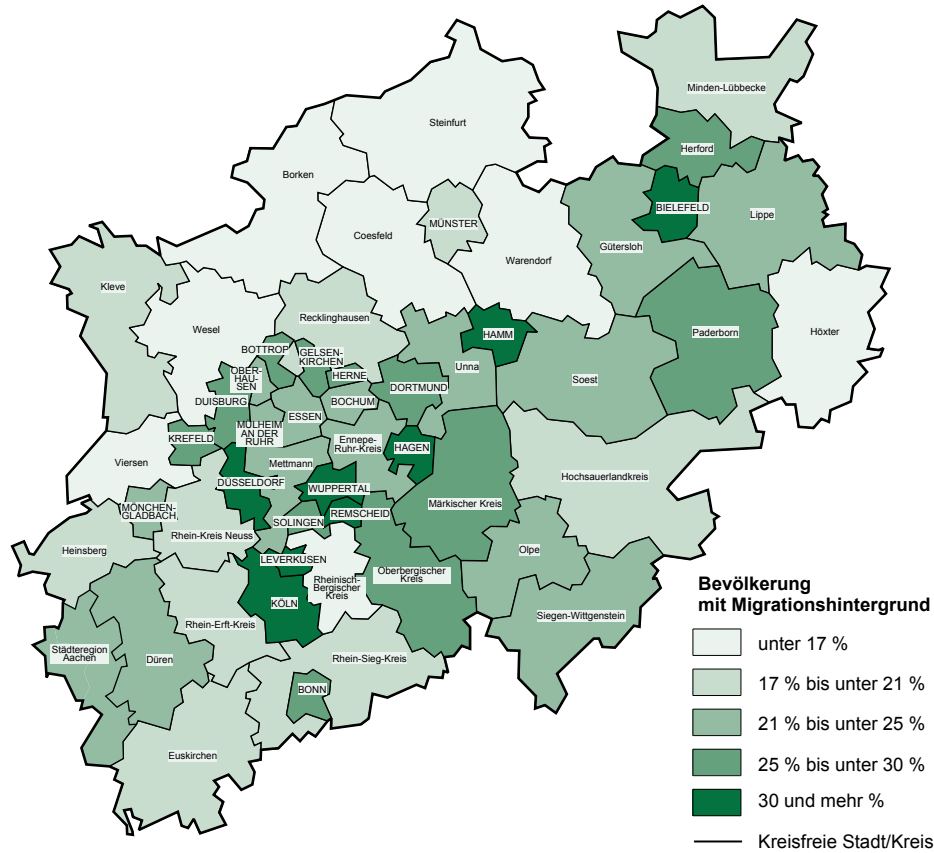 Minden-Lübbecke
Steinfurt
Herford
Borken
BIELEFELD
Lippe
MÜNSTER
Coesfeld
Gütersloh
Warendorf
Kleve
Recklinghausen
Wesel
HAMM
Paderborn
Höxter
BOTTROP
GELSEN-
KIRCHEN
HERNE
Unna
OBER-
HAU-
SEN
DORTMUND
Soest
DUISBURG
BOCHUM
ESSEN
MÜLHEIM
AN DER
RUHR
KREFELD
Ennepe-
Ruhr-Kreis
HAGEN
Viersen
Mettmann
Hochsauerlandkreis
DÜSSELDORF
WUPPERTAL
Märkischer Kreis
MÖNCHEN-
GLADBACH
REMSCHEID
SOLINGEN
Rhein-Kreis Neuss
Heinsberg
Olpe
LEVERKUSEN
Oberbergischer
Kreis
Rheinisch-
Bergischer
Kreis
KÖLN
Siegen-Wittgenstein
Rhein-Erft-Kreis
Städteregion
Aachen
Düren
Rhein-Sieg-Kreis
BONN
Euskirchen
Bevölkerung
mit Migrationshintergrund
unter 17 %
17 % bis unter 21 %
21 % bis unter 25 %
25 % bis unter 30 %
30 und mehr %
Kreisfreie Stadt/Kreis